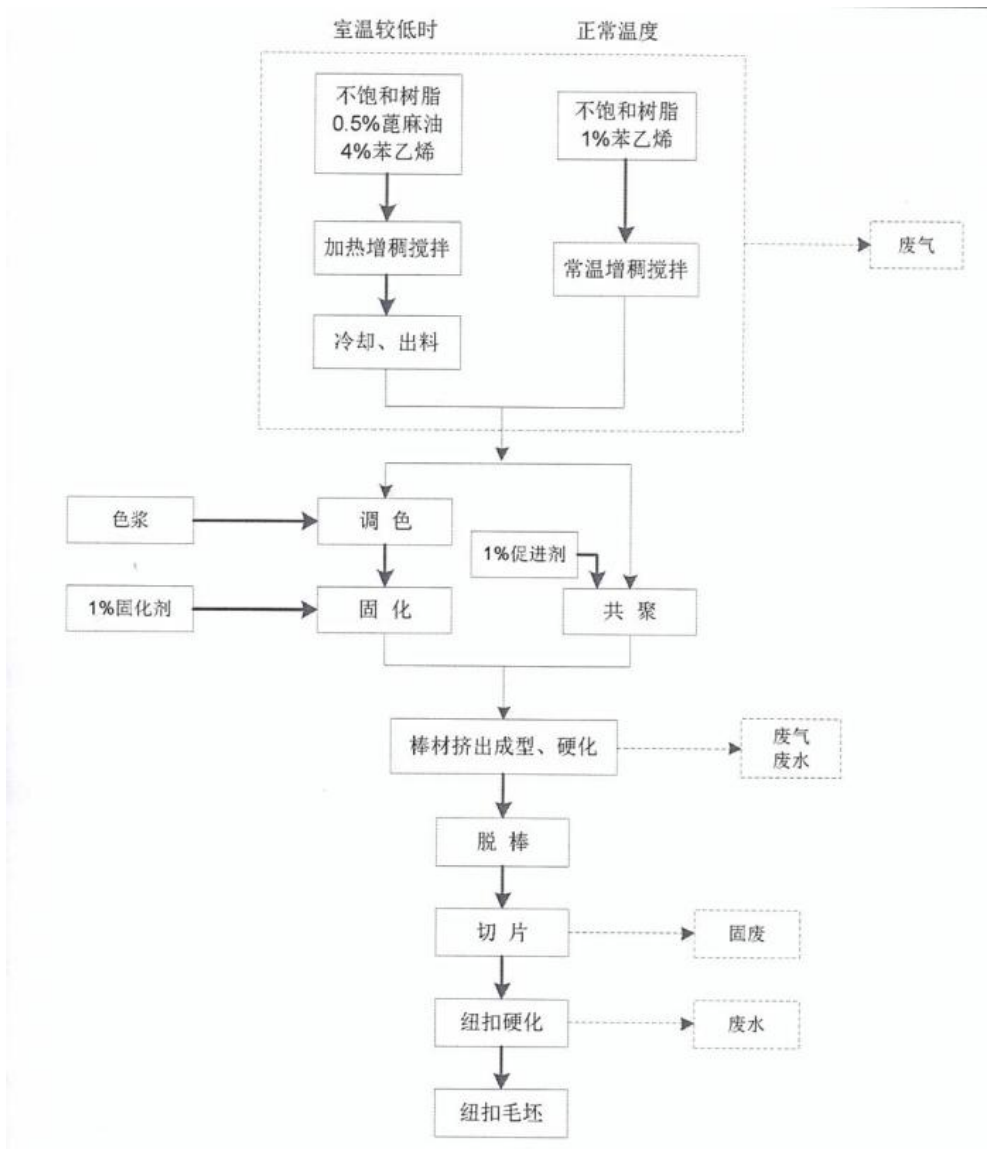 室温较低时
正常温度
不饱和树脂
0.5%蓖麻油
4%苯乙烯
不饱和树脂
1%苯乙烯
加热增稠搅拌
常温增稠搅拌
废气
冷却、出料
色浆
调 色
1%促进剂
1%固化剂
固 化
共 聚
棒材挤出成型、硬化
废气
废水
脱 棒
切 片
固废
纽扣硬化
废水
纽扣毛坯